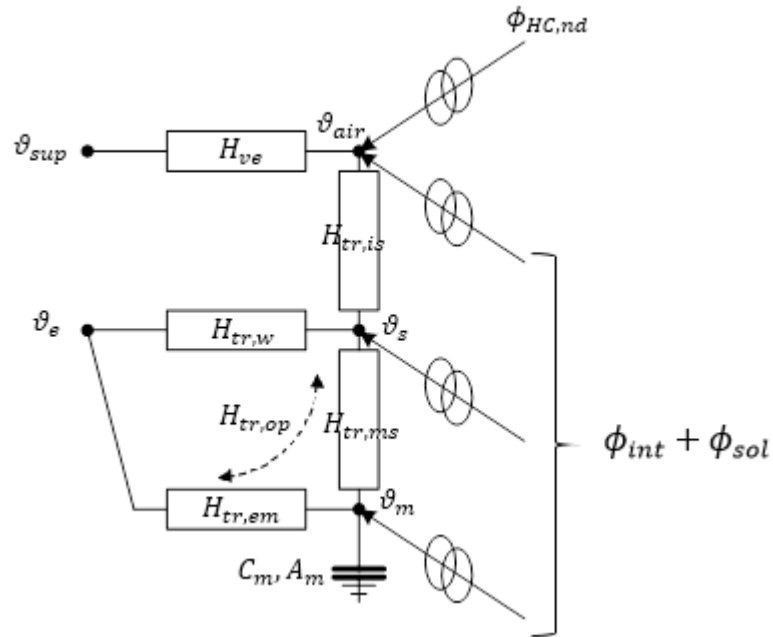 ϕ_{HC,nd}
ϑ_{air}
ϑ_{sup}
H_{ve}
H_{tr,is}
ϑ_e
H_{tr,w}
ϑ_s
H_{tr,op}
H_{tr,ms}
ϕ_{int} + ϕ_{sol}
H_{tr,em}
ϑ_m
C_m, A_m